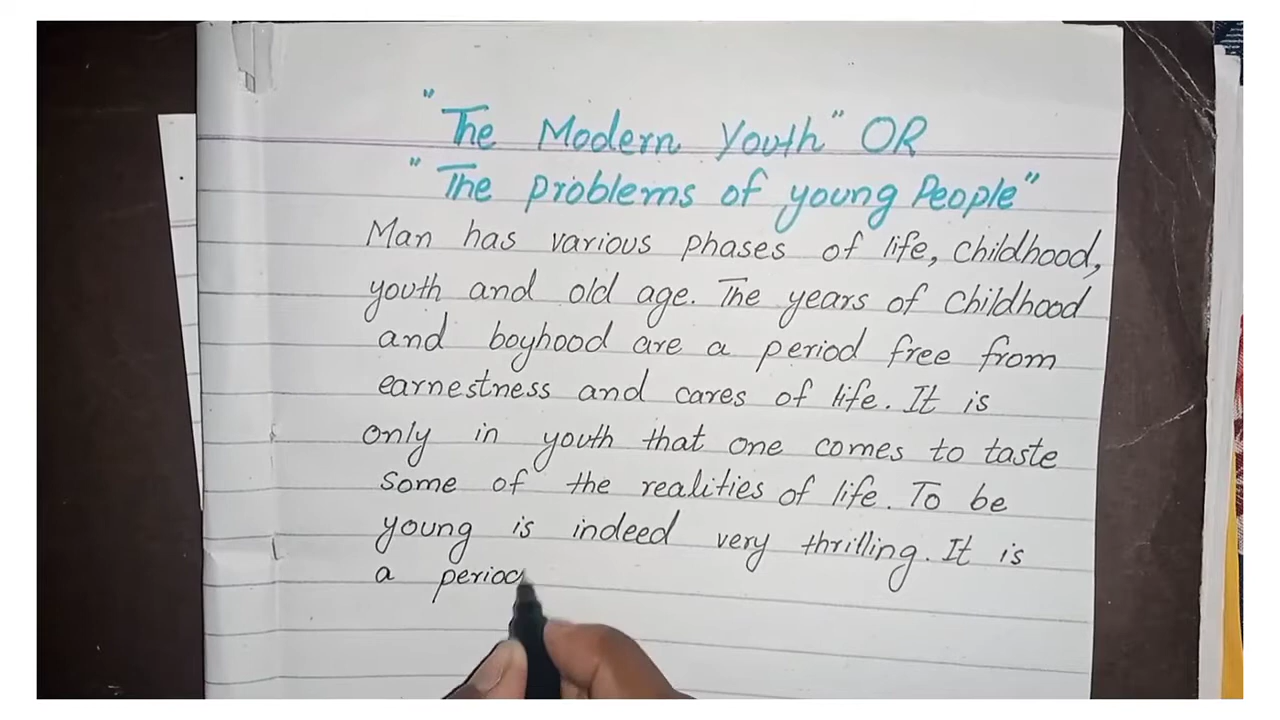 "The Modern Youth" OR
"The problems of young People"
Man has various phases of life, childhood,
youth and old age. The years of childhood
and boyhood are a period free from
earnestness and cares of life. It is
only in youth that one comes to taste
some of the realities of life. To be
young is indeed very thrilling. It is
a period